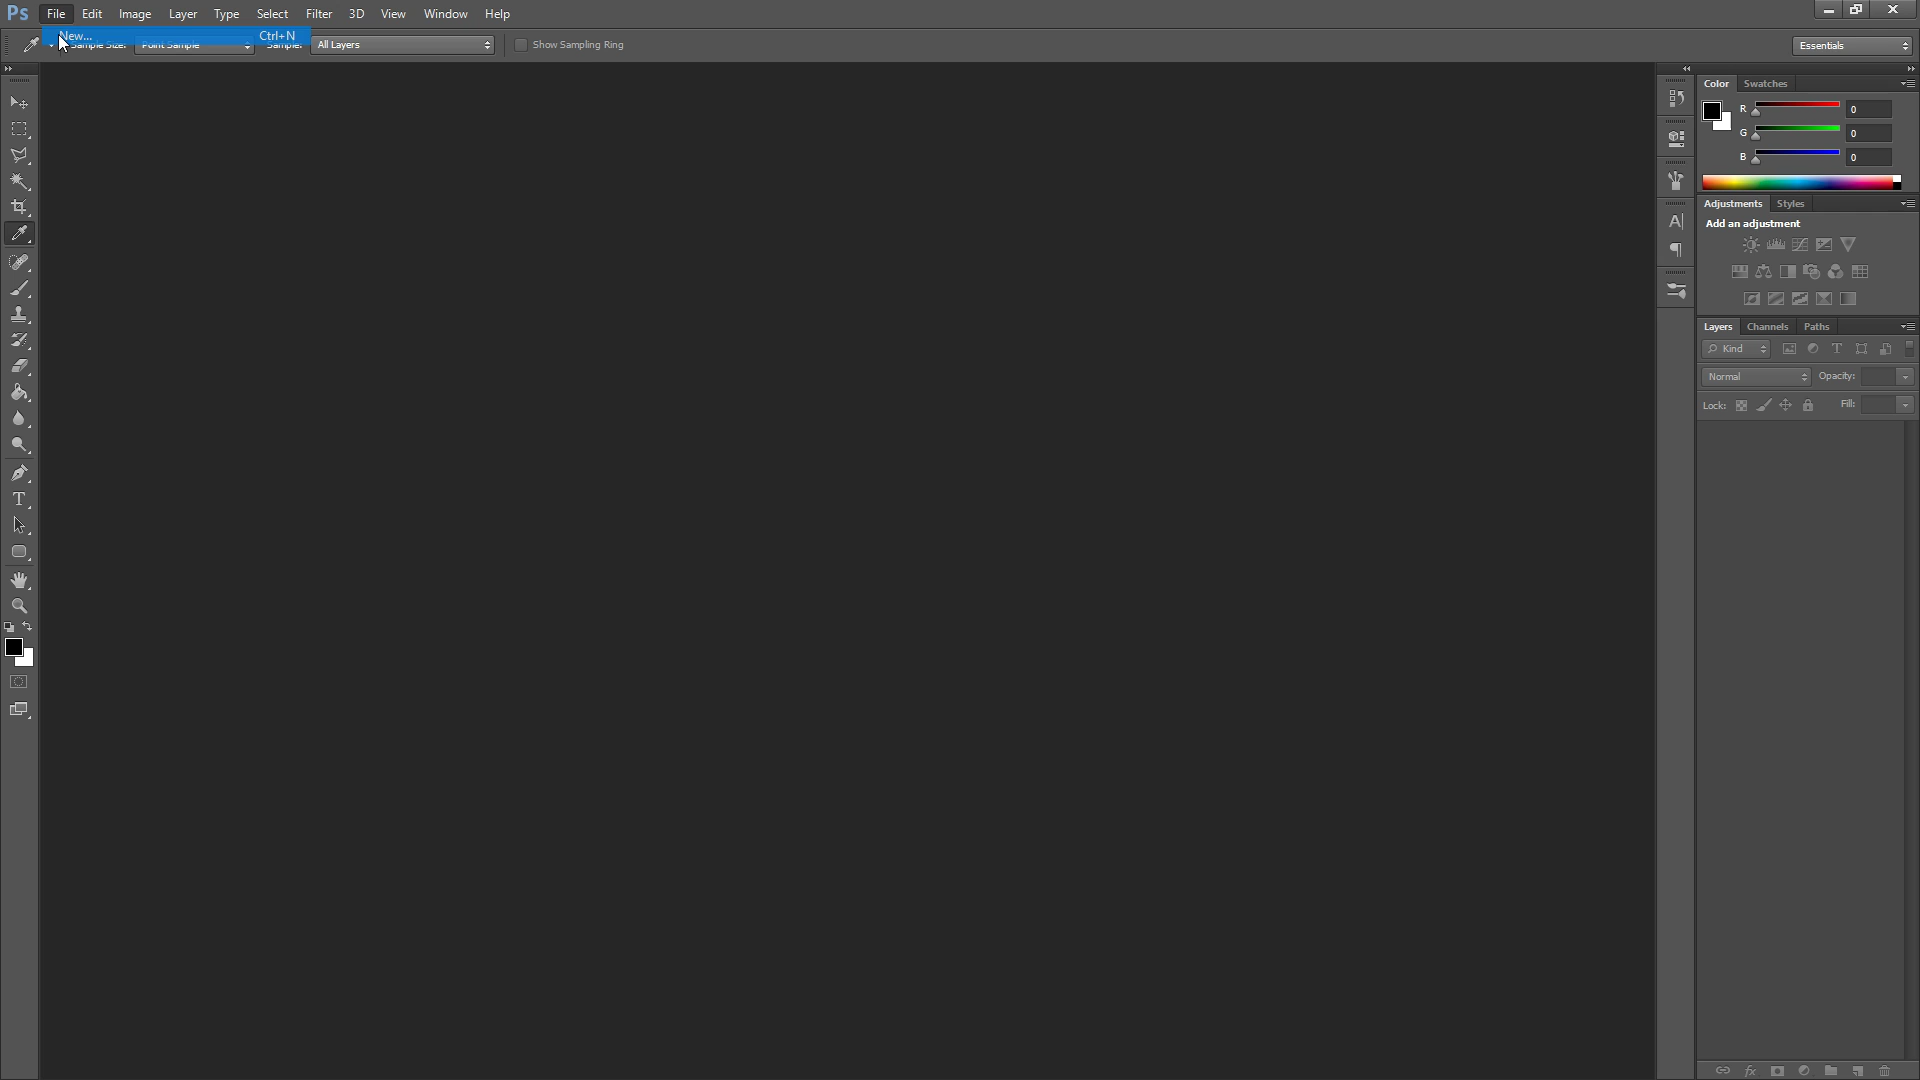 Ps File Edit Image Layer Type Select Filter 3D View Window Help
New... Ctrl+N
Sample Size: Point Sample Sample: All Layers Show Sampling Ring Essentials
Color Swatches
R 0
G 0
B 0
Adjustments Styles
Add an adjustment
Layers Channels Paths
Kind
Normal Opacity:
Lock: Fill: